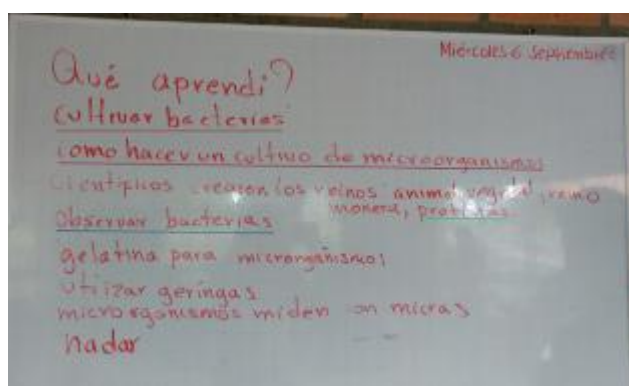 Miércoles 6 septiembre
Qué aprendí?
Cultivar bacterias
como hacer un cultivo de microorganismos
Científicos crearon los reinos animal, vegetal, reino
monera, protistas
Observar bacterias
gelatina para microrganismos
utilizar geringas
microorganismos miden en micras
nadar